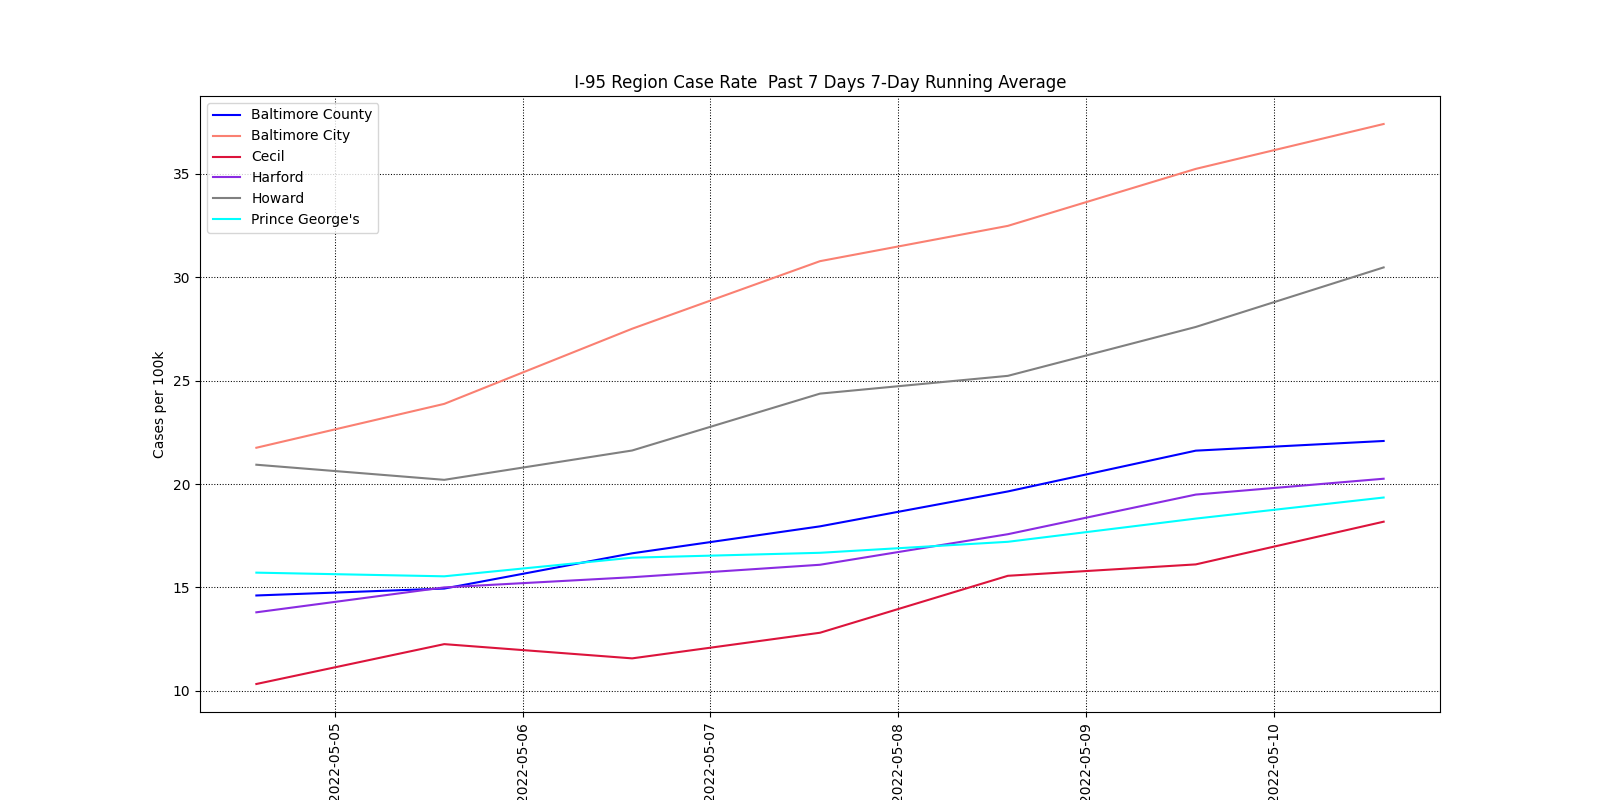 I-95 Region Case Rate  Past 7 Days 7-Day Running Average
Baltimore County
Baltimore City
Cecil
Harford
Howard
Prince George's
Cases per 100k
35
30
25
20
15
10
2022-05-05
2022-05-06
2022-05-07
2022-05-08
2022-05-09
2022-05-10